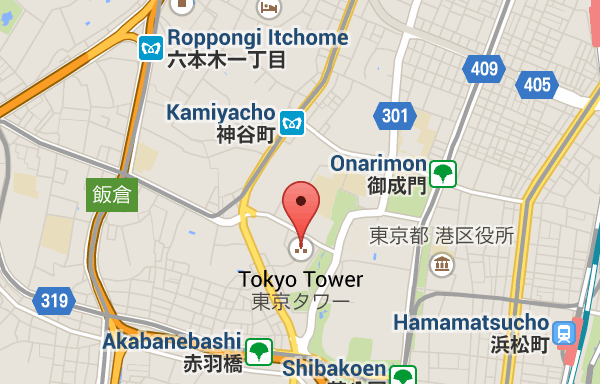 Roppongi Itchome
六本木一丁目
409
405
Kamiyacho
神谷町
301
Onarimon
御成門
飯倉
東京都 港区役所
Tokyo Tower
東京タワー
319
Hamamatsucho
浜松町
Akabanebashi
赤羽橋
Shibakoen